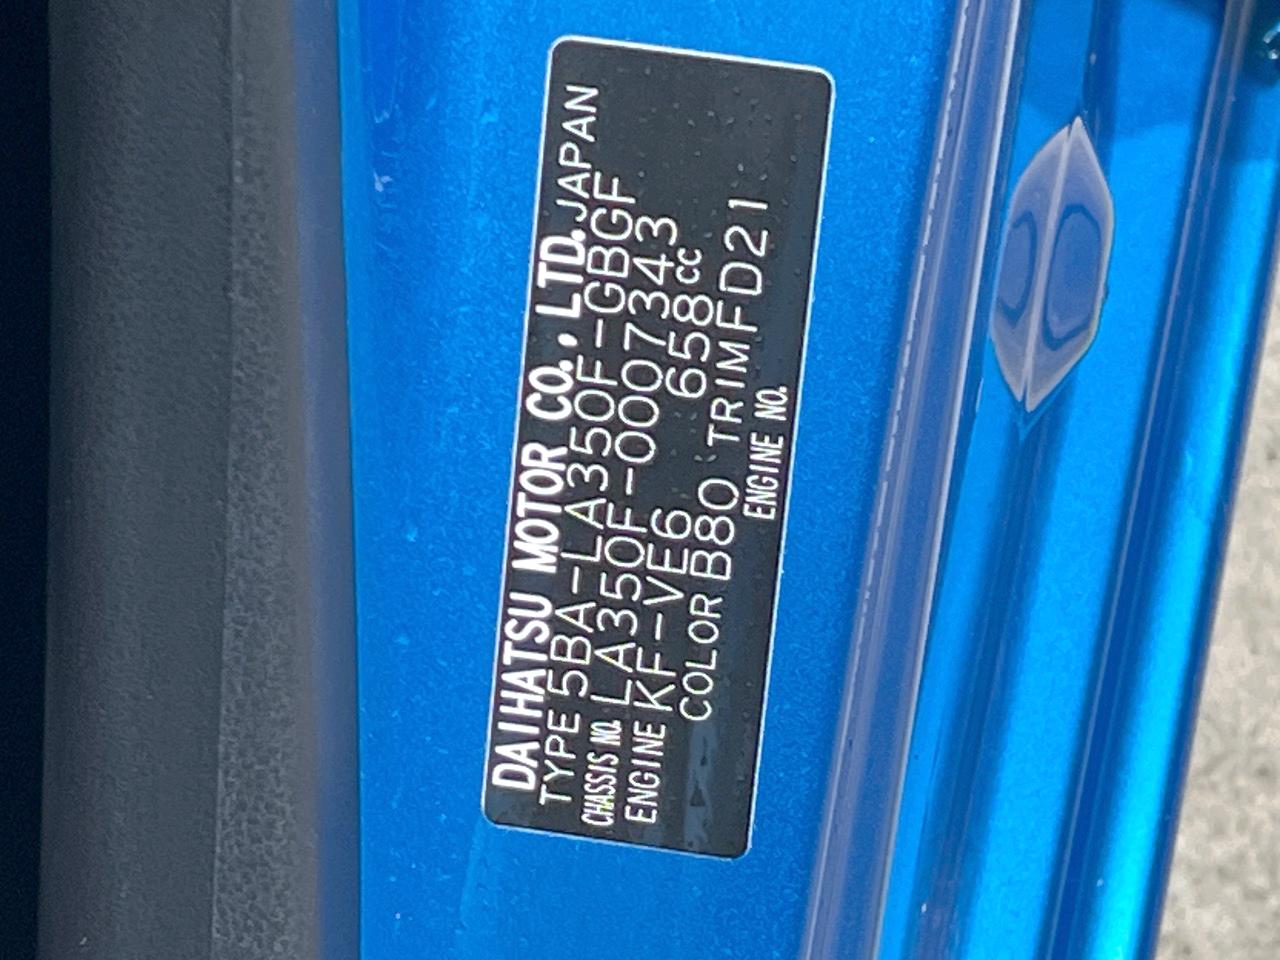 DAIHATSU MOTOR CO., LTD. JAPAN
TYPE 5BA-LA350F-GBGF
CHASSIS NO. LA350F-0007343
ENGINE KF-VE6 658cc
COLOR B80 TRIM FD21
ENGINE NO.